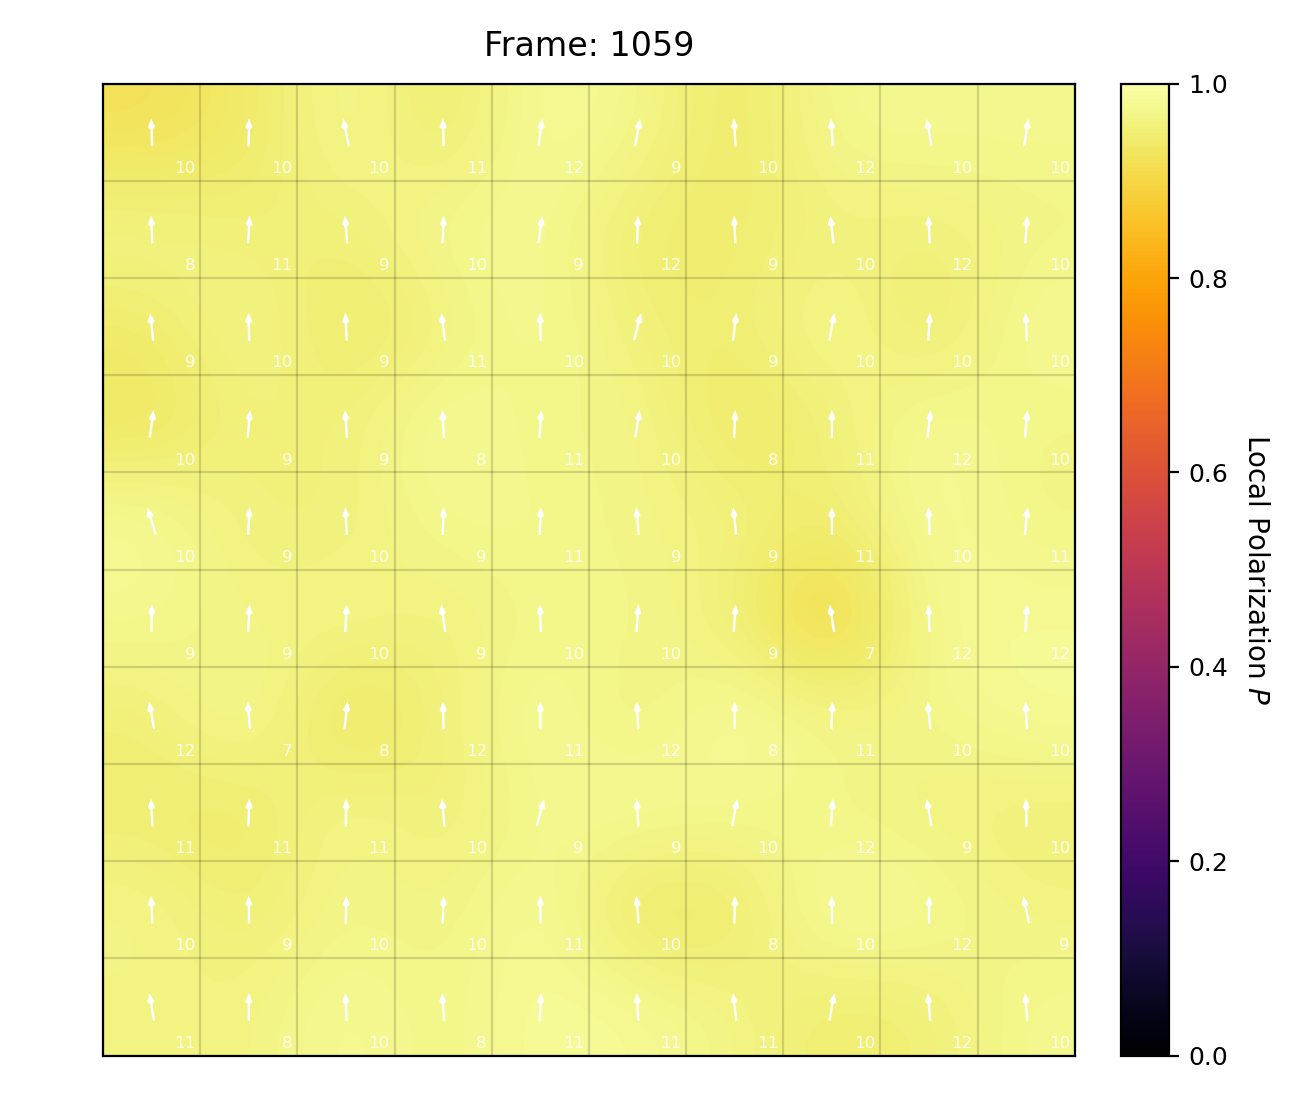 Frame: 1059
10 10 10 11 12 9 10 12 10 10
8 11 9 10 9 12 9 10 12 10
9 10 9 11 10 10 9 10 10 10
10 9 9 8 11 10 8 11 12 10
10 9 10 9 11 9 9 11 10 11
9 9 10 9 10 10 9 7 12 12
12 7 8 12 11 12 8 11 10 10
11 11 11 10 9 9 10 12 9 10
10 9 10 10 11 10 8 10 12 9
11 8 10 8 11 11 11 10 12 10
1.0
0.8
0.6
0.4
0.2
0.0
Local Polarization P